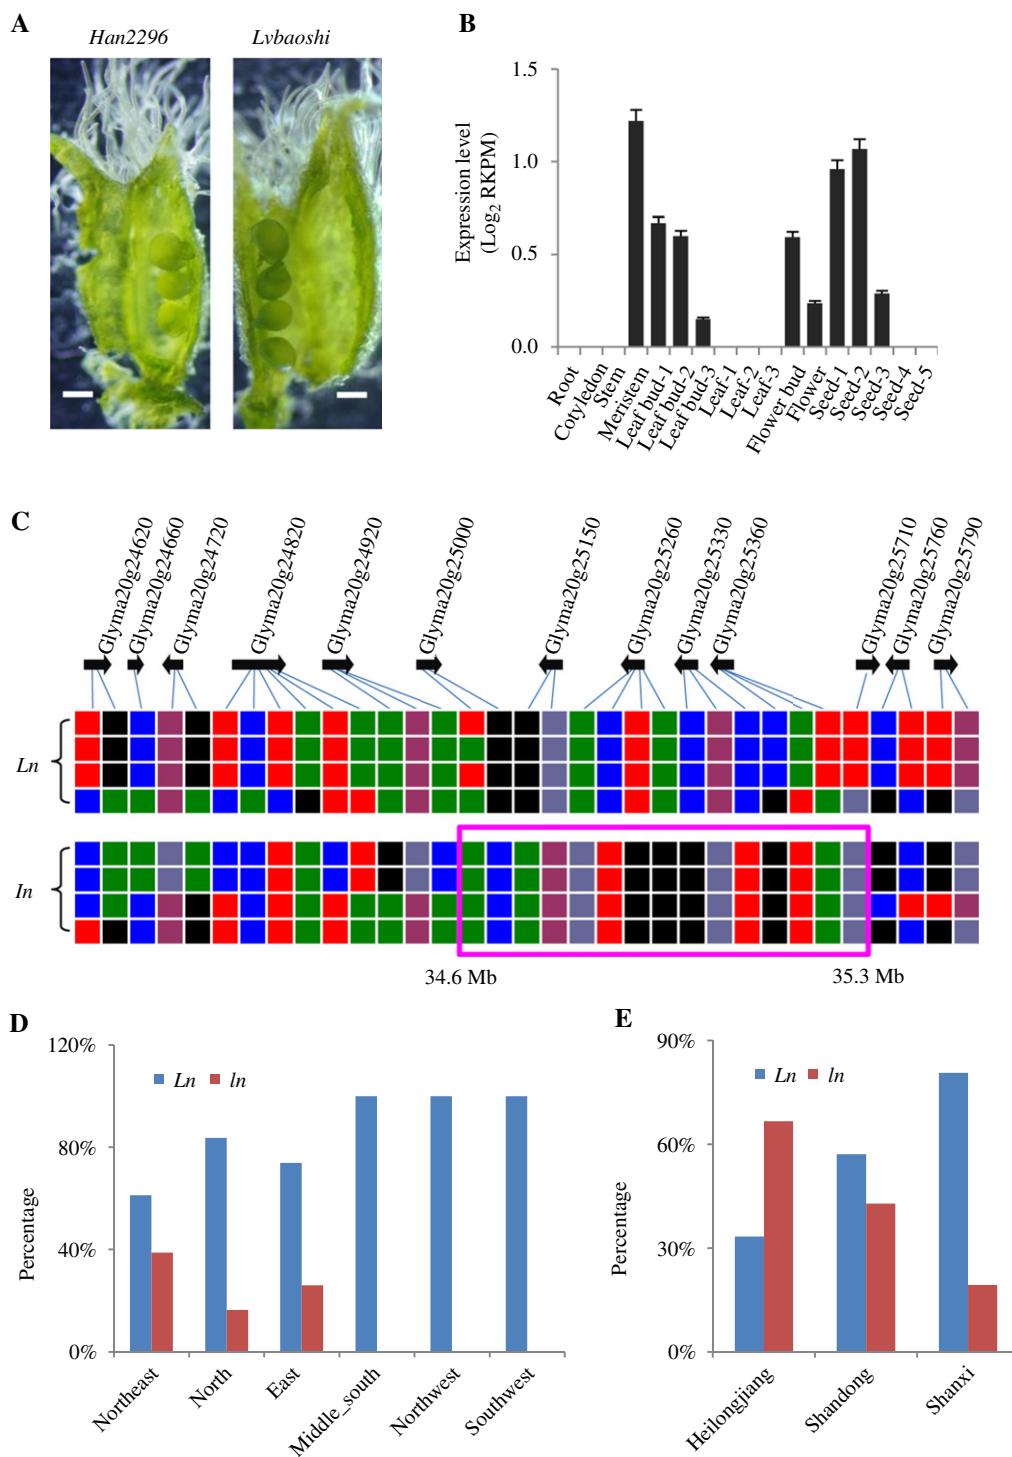 A
Han2296
Lvbaoshi
B
Expression level
(Log2 RKPM)
1.5
1.0
0.5
0.0
Root
Cotyledon
Stem
Meristem
Leaf bud-1
Leaf bud-2
Leaf bud-3
Leaf-1
Leaf-2
Leaf-3
Flower bud
Flower
Seed-1
Seed-2
Seed-3
Seed-4
Seed-5
C
Glyma20g24620
Glyma20g24660
Glyma20g24720
Glyma20g24820
Glyma20g24920
Glyma20g25000
Glyma20g25150
Glyma20g25260
Glyma20g25330
Glyma20g25360
Glyma20g25710
Glyma20g25760
Glyma20g25790
Ln
ln
34.6 Mb
35.3 Mb
D
120%
80%
40%
0%
Percentage
Ln
ln
Northeast
North
East
Middle_south
Northwest
Southwest
E
90%
60%
30%
0%
Percentage
Ln
ln
Heilongjiang
Shandong
Shanxi